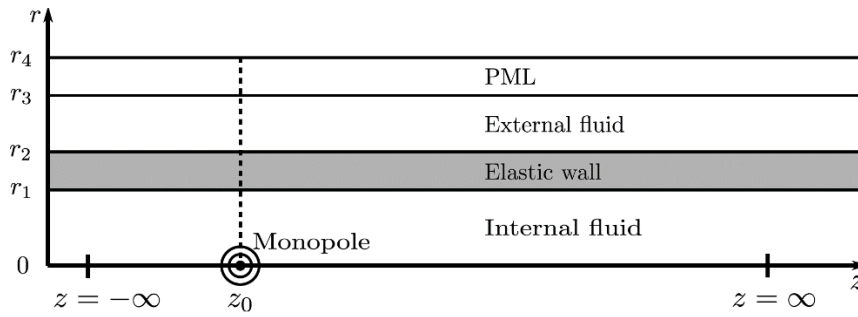 r
r₄
PML
r₃
External fluid
r₂
Elastic wall
r₁
Internal fluid
Monopole
0
z
z = −∞
z₀
z = ∞